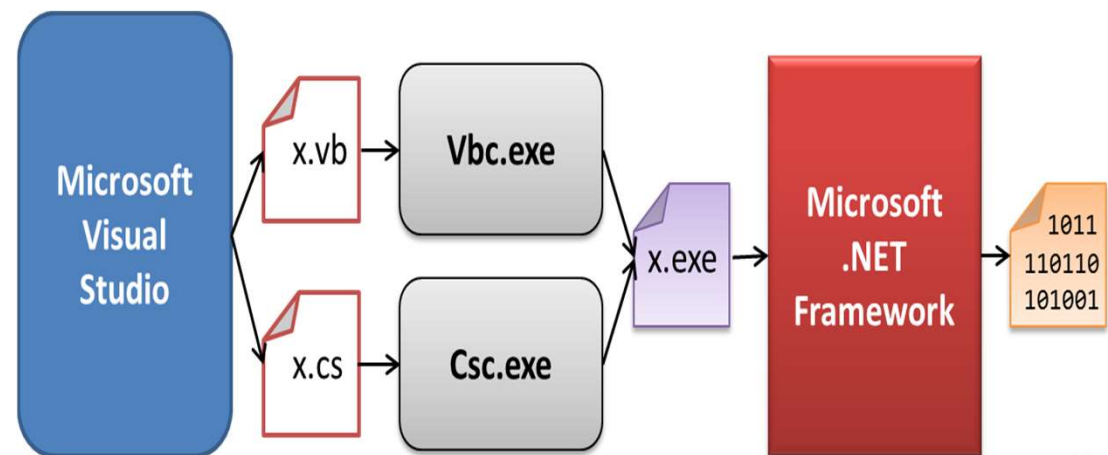 Microsoft
Visual
Studio
x.vb
Vbc.exe
x.cs
Csc.exe
x.exe
Microsoft
.NET
Framework
1011
110110
101001